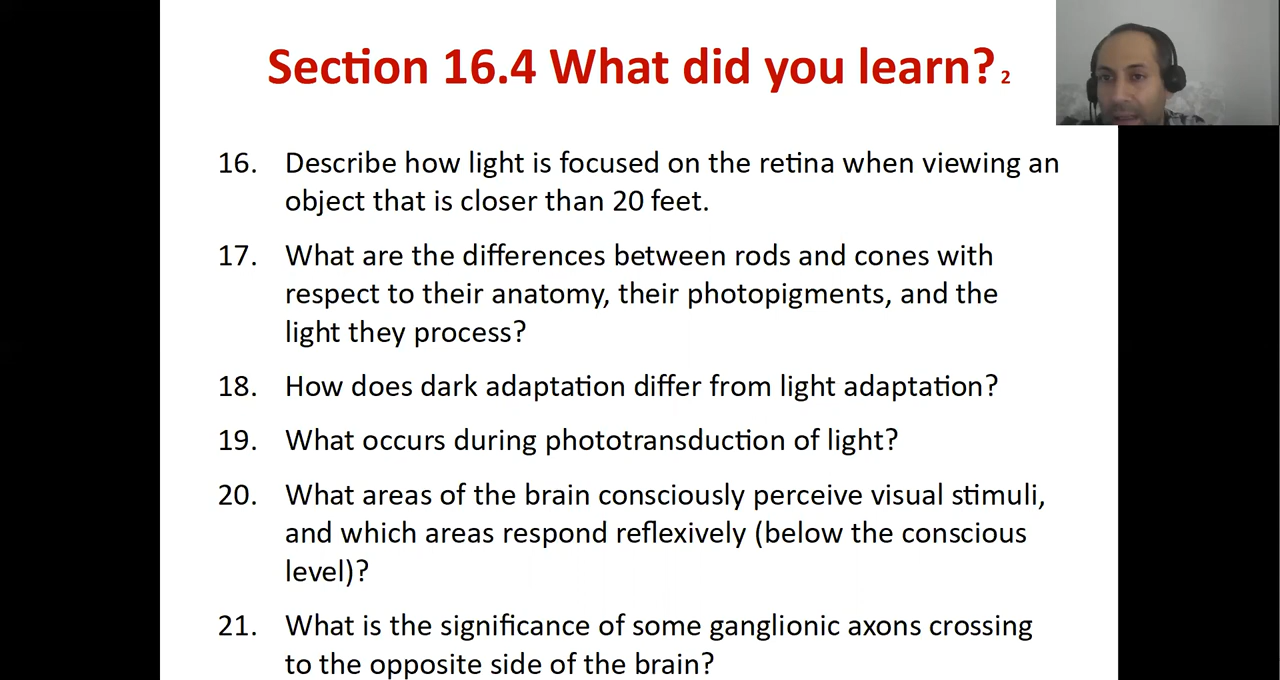 Section 16.4 What did you learn? 2
16. Describe how light is focused on the retina when viewing an
object that is closer than 20 feet.
17. What are the differences between rods and cones with
respect to their anatomy, their photopigments, and the
light they process?
18. How does dark adaptation differ from light adaptation?
19. What occurs during phototransduction of light?
20. What areas of the brain consciously perceive visual stimuli,
and which areas respond reflexively (below the conscious
level)?
21. What is the significance of some ganglionic axons crossing
to the opposite side of the brain?